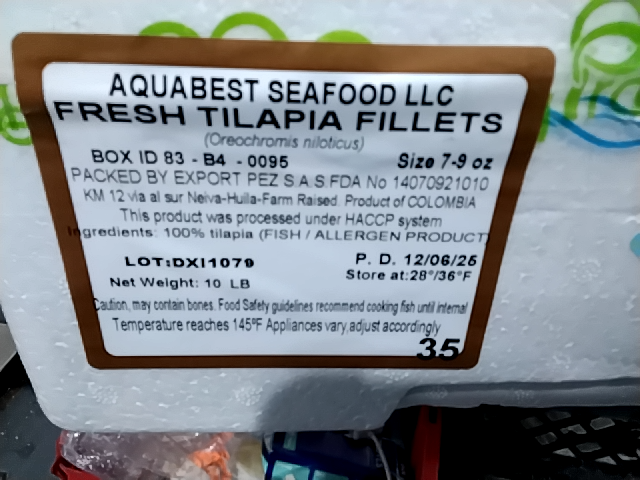 AQUABEST SEAFOOD LLC
FRESH TILAPIA FILLETS
(Oreochromis niloticus)
BOX ID 83 - B4 - 0095 Size 7-9 oz
PACKED BY EXPORT PEZ S.A.S.FDA No 14070921010
KM 12 via al sur Neiva-Huila-Farm Raised. Product of COLOMBIA
This product was processed under HACCP system
Ingredients: 100% tilapia (FISH / ALLERGEN PRODUCT)
LOT:DXI1079 P. D. 12/06/25
Net Weight: 10 LB Store at:28°/36°F
Caution, may contain bones. Food Safety guidelines recommend cooking fish until internal
Temperature reaches 145ºF Appliances vary,adjust accordingly
35